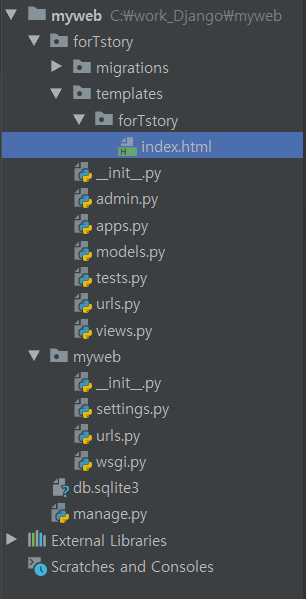 myweb C:₩work_Django₩myweb
forTstory
migrations
templates
forTstory
index.html
__init__.py
admin.py
apps.py
models.py
tests.py
urls.py
views.py
myweb
__init__.py
settings.py
urls.py
wsgi.py
db.sqlite3
manage.py
External Libraries
Scratches and Consoles